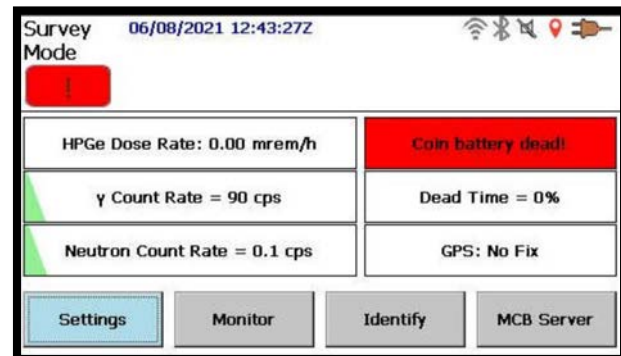 Survey Mode
06/08/2021 12:43:27Z
!
HPGe Dose Rate: 0.00 mrem/h
Coin battery dead!
γ Count Rate = 90 cps
Dead Time = 0%
Neutron Count Rate = 0.1 cps
GPS: No Fix
Settings
Monitor
Identify
MCB Server